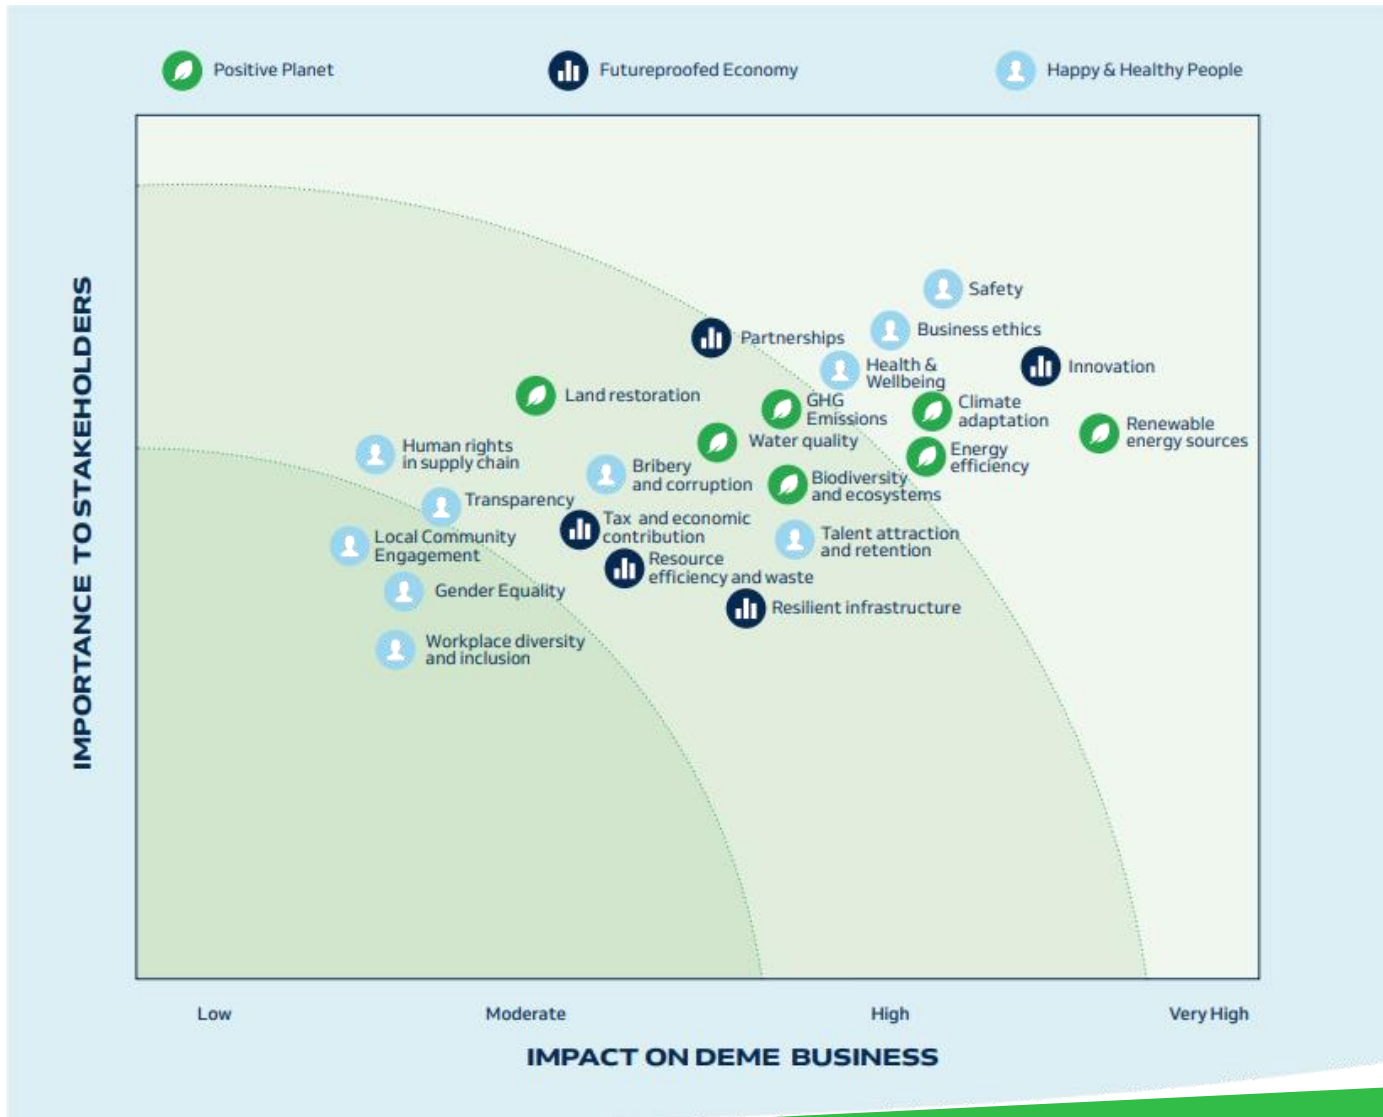 Positive Planet
Futureproofed Economy
Happy & Healthy People
IMPORTANCE TO STAKEHOLDERS
Safety
Business ethics
Partnerships
Innovation
Health &
Wellbeing
Land restoration
GHG
Emissions
Climate
adaptation
Renewable
energy sources
Water quality
Human rights
in supply chain
Energy
efficiency
Bribery
and corruption
Biodiversity
and ecosystems
Transparency
Tax and economic
contribution
Talent attraction
and retention
Local Community
Engagement
Resource
efficiency and waste
Gender Equality
Resilient infrastructure
Workplace diversity
and inclusion
Low
Moderate
High
Very High
IMPACT ON DEME BUSINESS